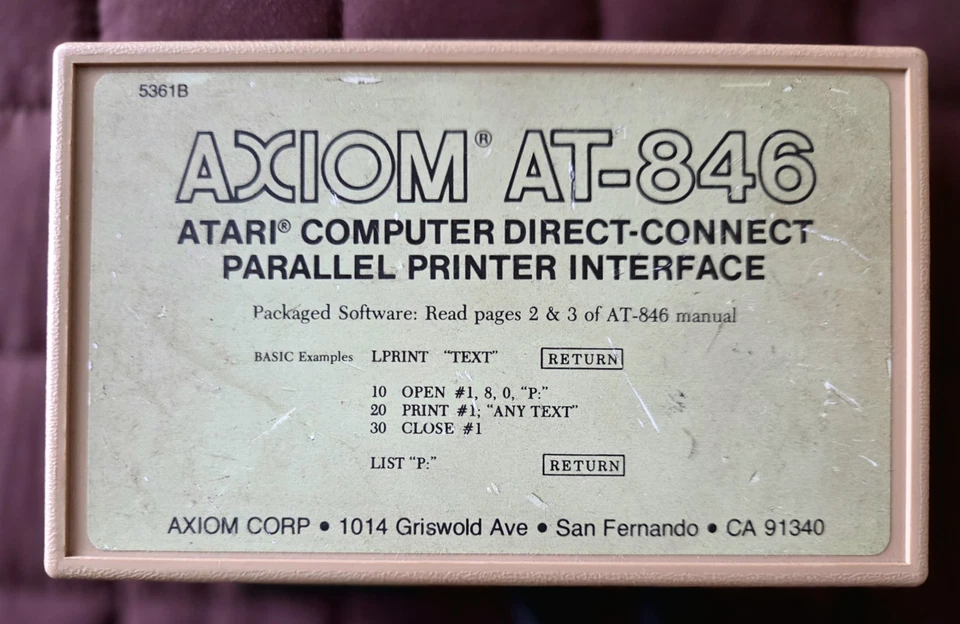 5361B
AXIOM® AT-846
ATARI® COMPUTER DIRECT-CONNECT
PARALLEL PRINTER INTERFACE
Packaged Software: Read pages 2 & 3 of AT-846 manual
BASIC Examples LPRINT “TEXT” RETURN
10 OPEN #1, 8, 0, “P:”
20 PRINT #1; “ANY TEXT”
30 CLOSE #1
LIST “P:” RETURN
AXIOM CORP • 1014 Griswold Ave • San Fernando • CA 91340